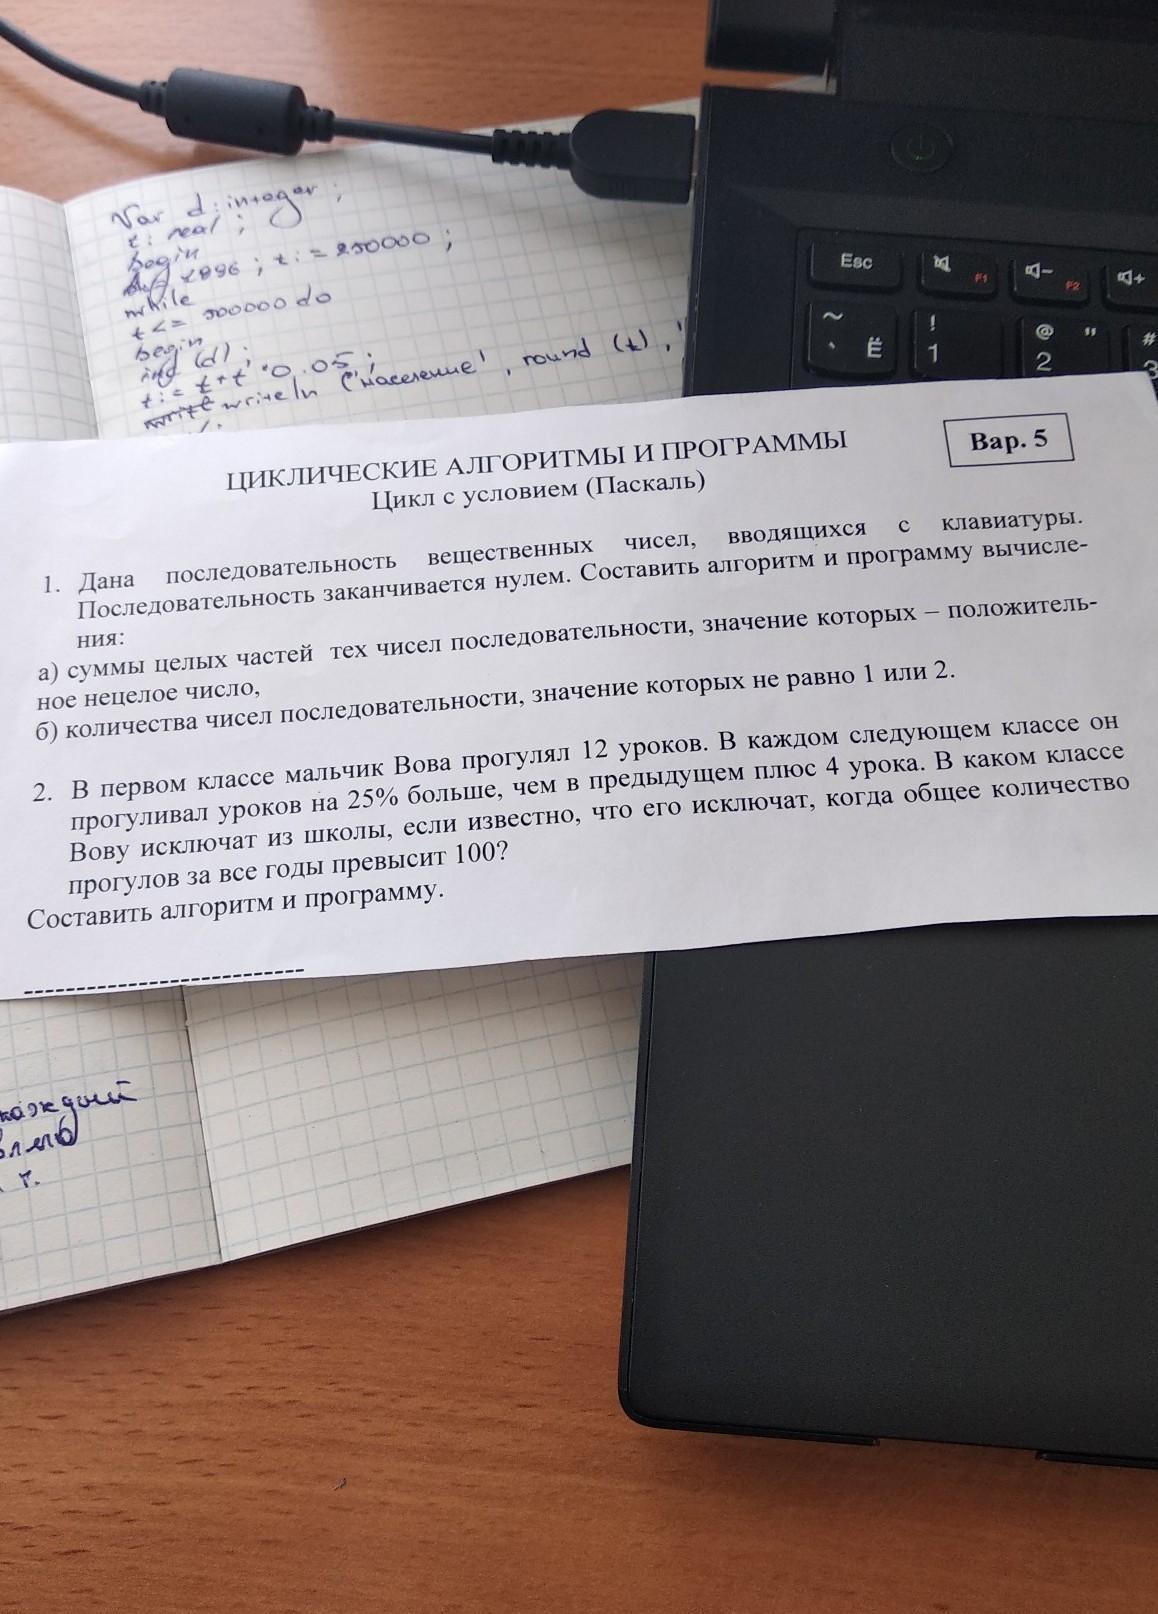 Var d: integer;
t: real;
begin
1996; t:= 250000;
while
t <= 500000 do
begin
inc (d);
t:= t+t*0.05;
writeln ('население', round (t), '
Esc
F1
F2
~
Ё
!
1
@ "
2
#
3
Вар. 5
ЦИКЛИЧЕСКИЕ АЛГОРИТМЫ И ПРОГРАММЫ
Цикл с условием (Паскаль)
1. Дана последовательность вещественных чисел, вводящихся с клавиатуры.
Последовательность заканчивается нулем. Составить алгоритм и программу вычисле-
ния:
а) суммы целых частей тех чисел последовательности, значение которых – положитель-
ное нецелое число,
б) количества чисел последовательности, значение которых не равно 1 или 2.
2. В первом классе мальчик Вова прогулял 12 уроков. В каждом следующем классе он
прогуливал уроков на 25% больше, чем в предыдущем плюс 4 урока. В каком классе
Вову исключат из школы, если известно, что его исключат, когда общее количество
прогулов за все годы превысит 100?
Составить алгоритм и программу.
каждый
г.